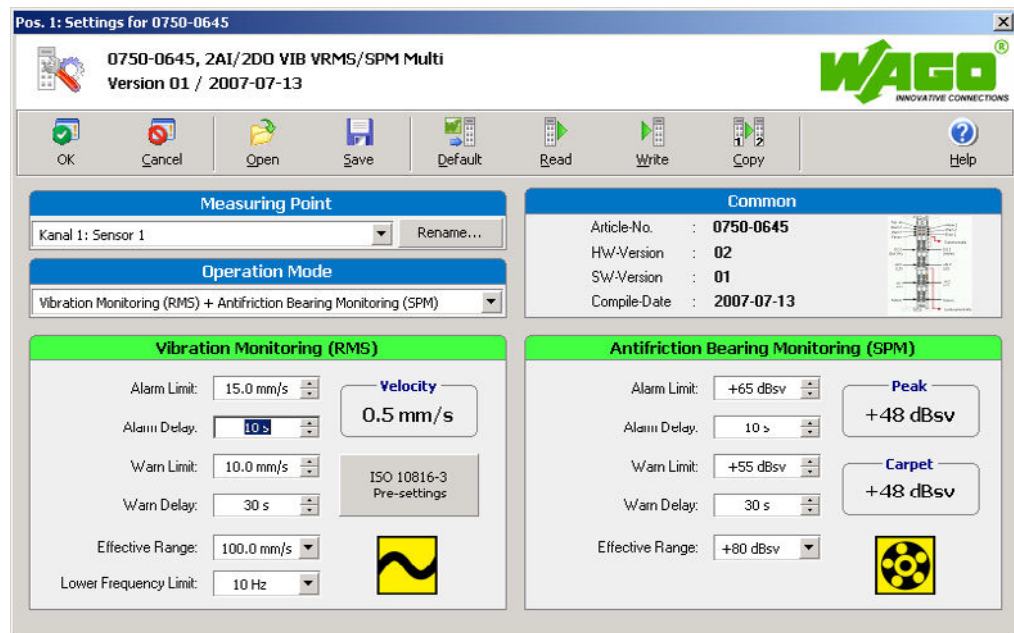 Pos. 1: Settings for 0750-0645
0750-0645, 2AI/2DO VIB VRMS/SPM Multi
Version 01 / 2007-07-13
WAGO®
INNOVATIVE CONNECTIONS
OK Cancel Open Save Default Read Write Copy Help
Measuring Point
Kanal 1: Sensor 1 Rename...
Operation Mode
Vibration Monitoring (RMS) + Antifriction Bearing Monitoring (SPM)
Common
Article-No. : 0750-0645
HW-Version : 02
SW-Version : 01
Compile-Date : 2007-07-13
Vibration Monitoring (RMS)
Alarm Limit: 15.0 mm/s
Alarm Delay: 10 s
Warn Limit: 10.0 mm/s
Warn Delay: 30 s
Effective Range: 100.0 mm/s
Lower Frequency Limit: 10 Hz
Velocity
0.5 mm/s
ISO 10816-3
Pre-settings
Antifriction Bearing Monitoring (SPM)
Alarm Limit: +65 dBsv
Alarm Delay: 10 s
Warn Limit: +55 dBsv
Warn Delay: 30 s
Effective Range: +80 dBsv
Peak
+48 dBsv
Carpet
+48 dBsv